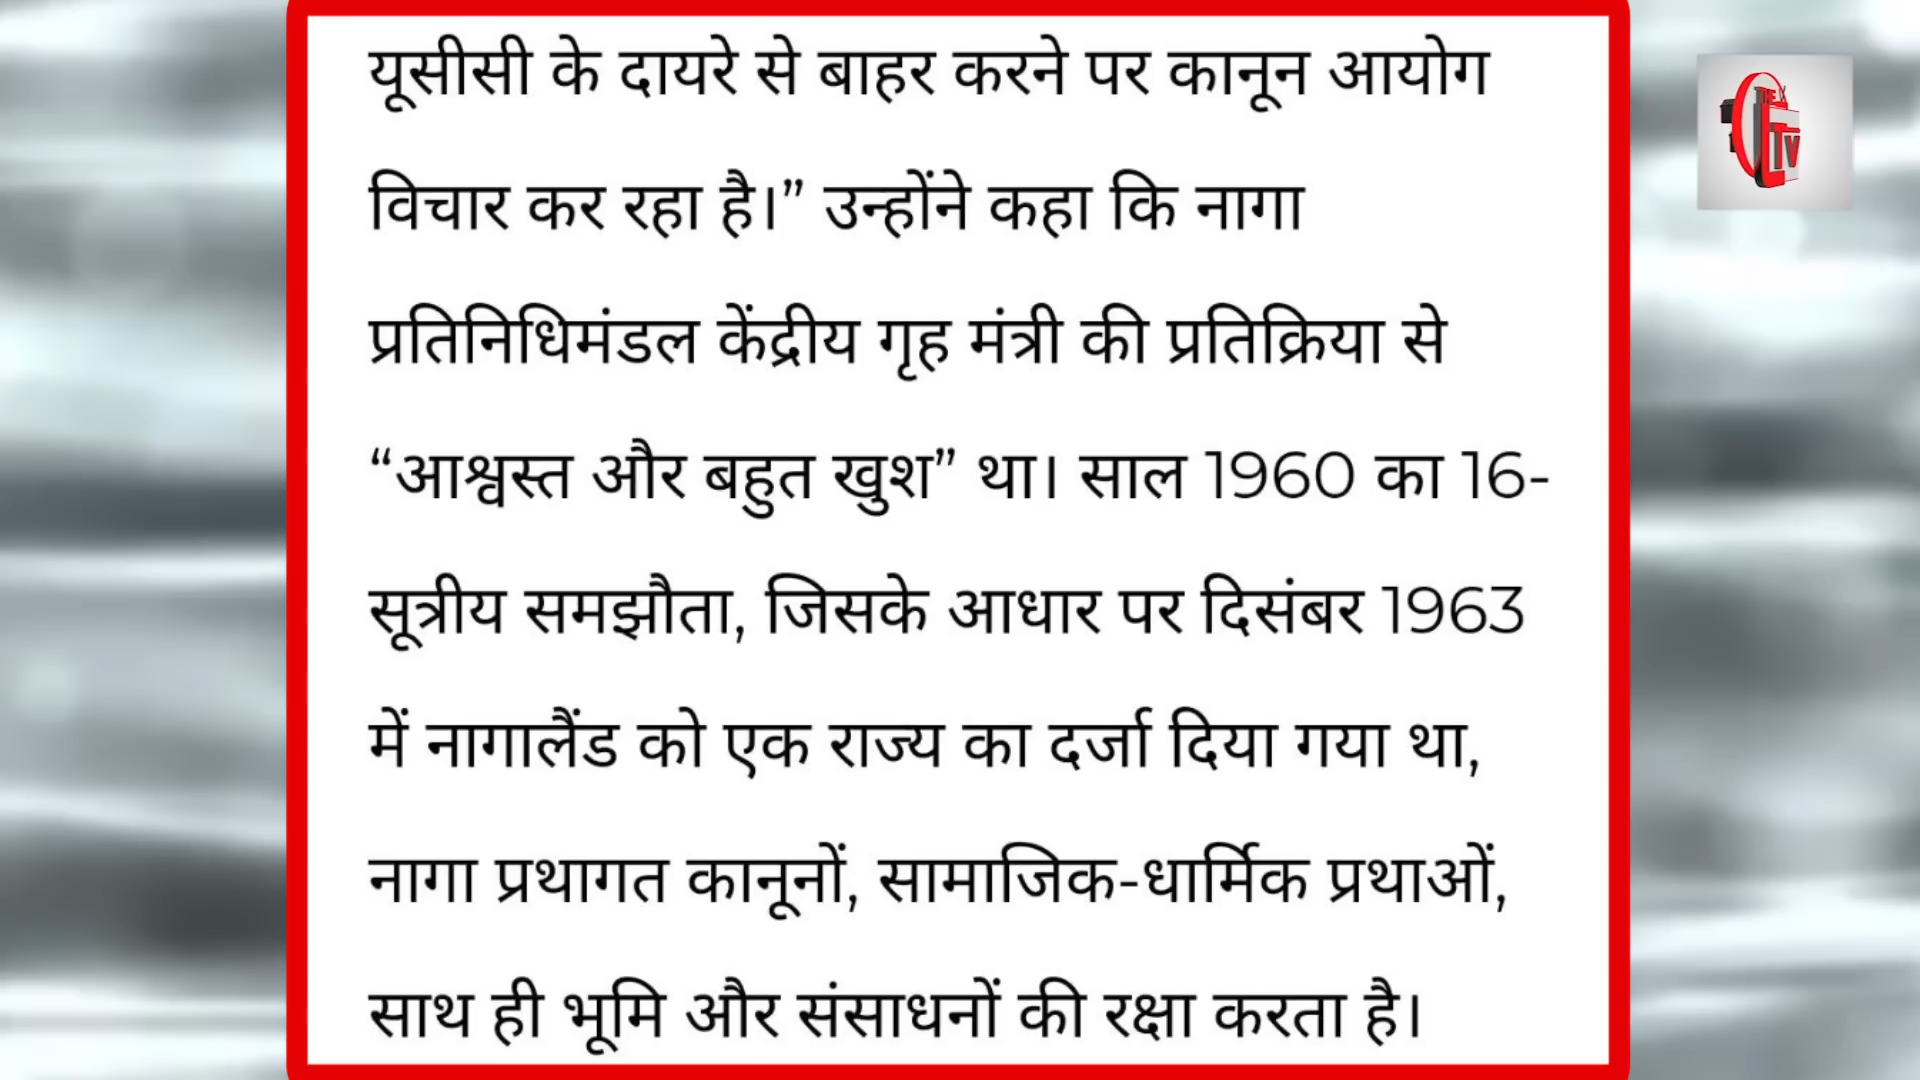 यूसीसी के दायरे से बाहर करने पर कानून आयोग
विचार कर रहा है।” उन्होंने कहा कि नागा
प्रतिनिधिमंडल केंद्रीय गृह मंत्री की प्रतिक्रिया से
“आश्वस्त और बहुत खुश” था। साल 1960 का 16-
सूत्रीय समझौता, जिसके आधार पर दिसंबर 1963
में नागालैंड को एक राज्य का दर्जा दिया गया था,
नागा प्रथागत कानूनों, सामाजिक-धार्मिक प्रथाओं,
साथ ही भूमि और संसाधनों की रक्षा करता है।
TV